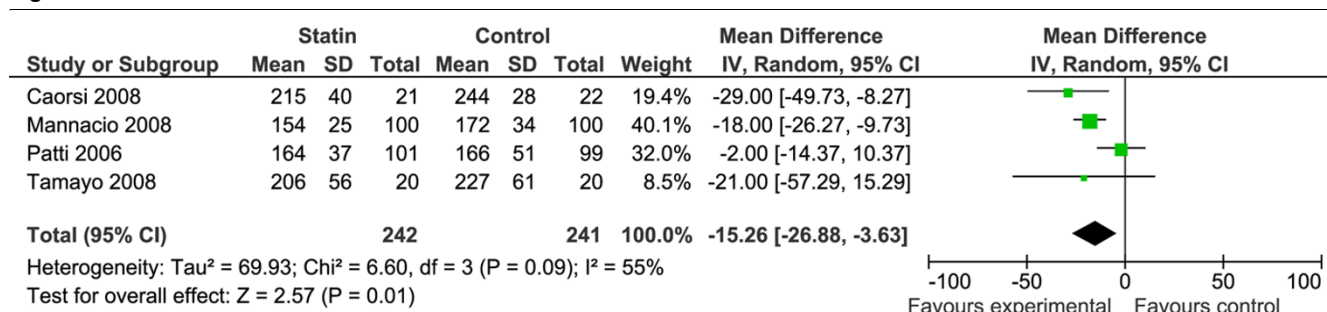 Statin Control Mean Difference Mean Difference
Study or Subgroup Mean SD Total Mean SD Total Weight IV, Random, 95% CI IV, Random, 95% CI
Caorsi 2008 215 40 21 244 28 22 19.4% -29.00 [-49.73, -8.27]
Mannacio 2008 154 25 100 172 34 100 40.1% -18.00 [-26.27, -9.73]
Patti 2006 164 37 101 166 51 99 32.0% -2.00 [-14.37, 10.37]
Tamayo 2008 206 56 20 227 61 20 8.5% -21.00 [-57.29, 15.29]
Total (95% CI) 242 241 100.0% -15.26 [-26.88, -3.63]
Heterogeneity: Tau² = 69.93; Chi² = 6.60, df = 3 (P = 0.09); I² = 55%
Test for overall effect: Z = 2.57 (P = 0.01)
-100 -50 0 50 100
Favours experimental Favours control